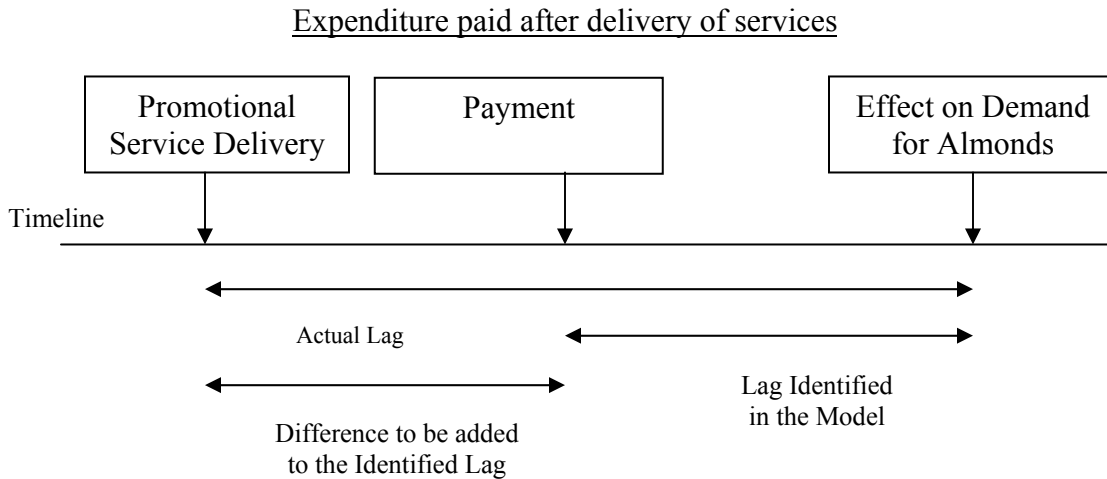 Expenditure paid after delivery of services
Promotional
Service Delivery
Payment
Effect on Demand
for Almonds
Timeline
Actual Lag
Lag Identified
in the Model
Difference to be added
to the Identified Lag